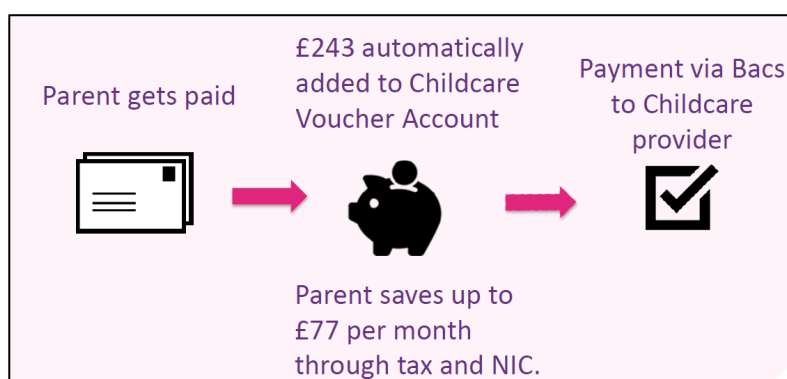 Parent gets paid
£243 automatically
added to Childcare
Voucher Account
Parent saves up to
£77 per month
through tax and NIC.
Payment via Bacs
to Childcare
provider